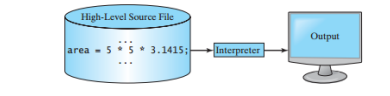 High-Level Source File
...
area = 5 * 5 * 3.1415;
...
Interpreter
Output